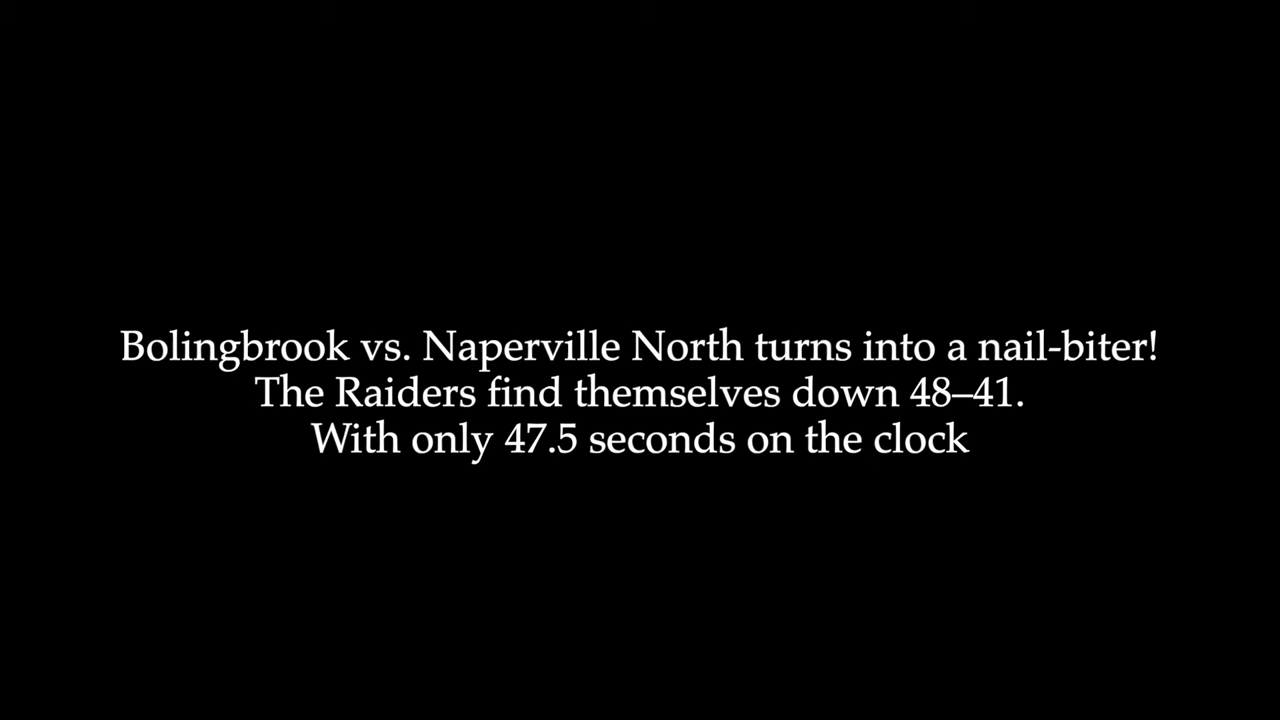 Bolingbrook vs. Naperville North turns into a nail-biter!
The Raiders find themselves down 48–41.
With only 47.5 seconds on the clock